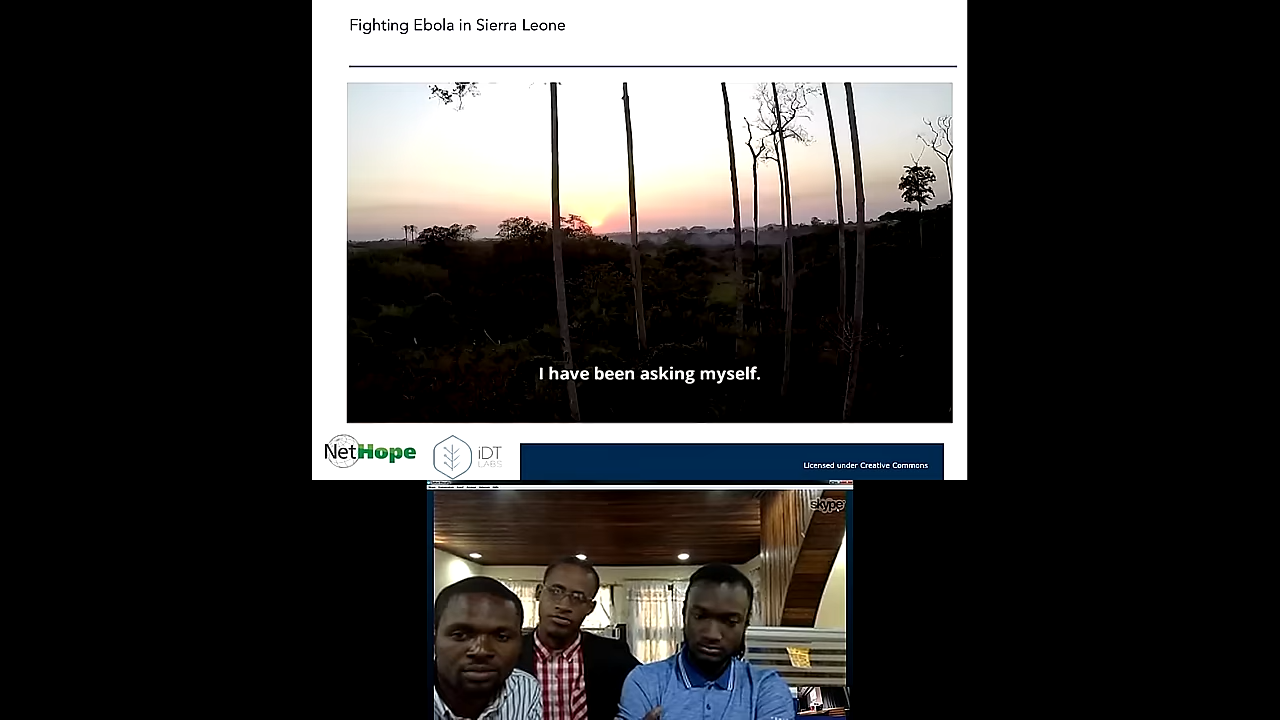 Fighting Ebola in Sierra Leone
I have been asking myself.
NetHope
iDT
LABS
Licensed under Creative Commons
skype